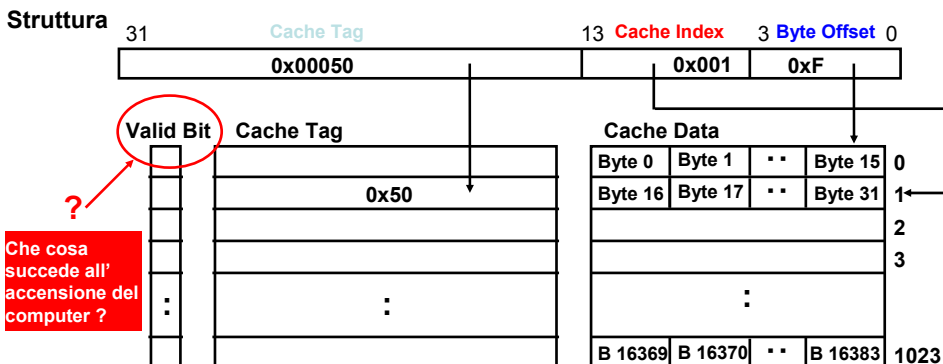 Struttura
31 Cache Tag 13 Cache Index 3 Byte Offset 0
0x00050 0x001 0xF
Valid Bit Cache Tag Cache Data
Byte 0 Byte 1 ·· Byte 15 0
0x50 Byte 16 Byte 17 ·· Byte 31 1
?
2
Che cosa
succede all'
accensione del
computer ?
3
: : :
B 16369 B 16370 ·· B 16383 1023